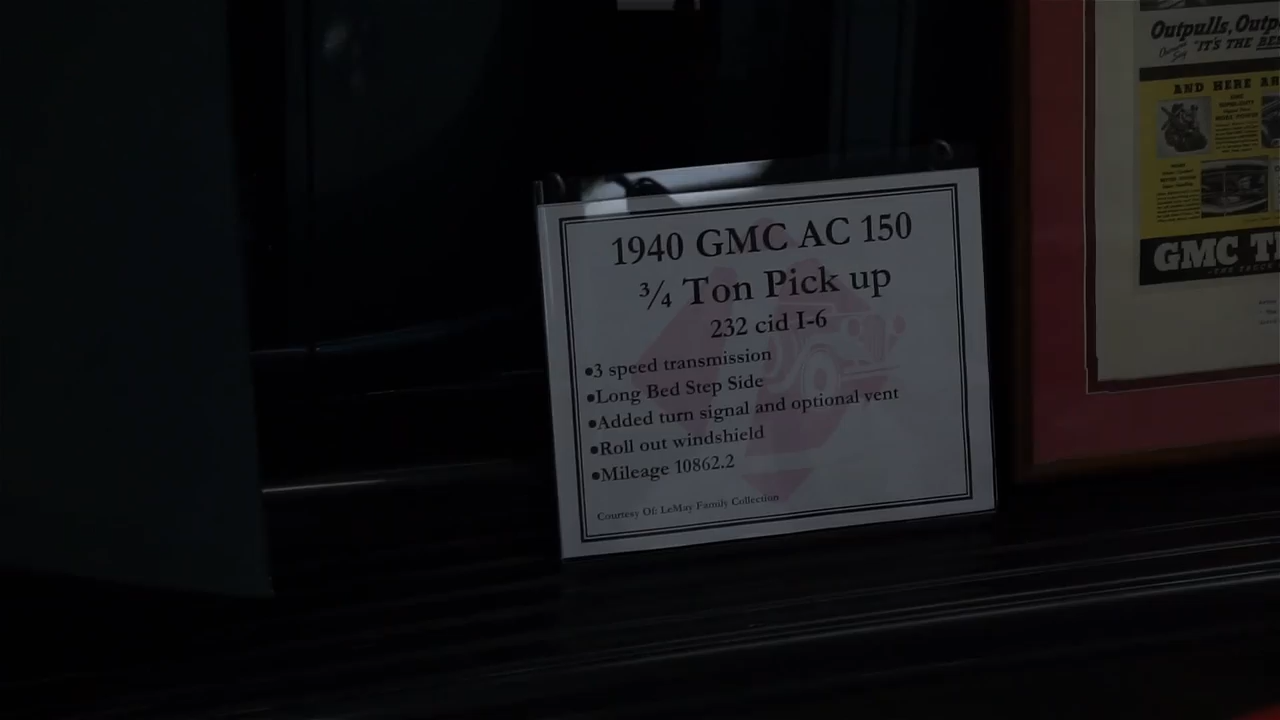 1940 GMC AC 150
¾ Ton Pick up
232 cid I-6
•3 speed transmission
•Long Bed Step Side
•Added turn signal and optional vent
•Roll out windshield
•Mileage 10862.2
Courtesy Of: LeMay Family Collection
Outpulls, Outp
"IT'S THE BES
AND HERE AR
GMC